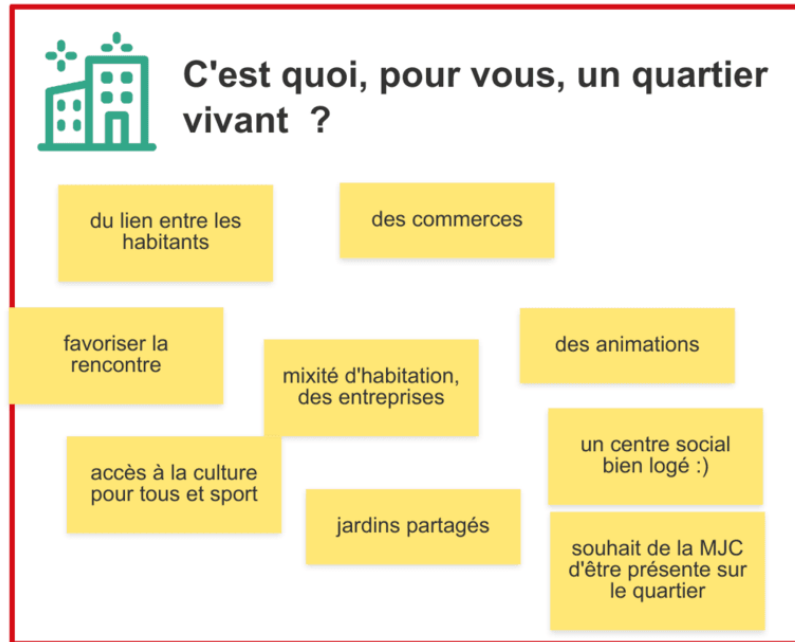 C'est quoi, pour vous, un quartier
vivant ?
du lien entre les
habitants
des commerces
favoriser la
rencontre
mixité d'habitation,
des entreprises
des animations
accès à la culture
pour tous et sport
jardins partagés
un centre social
bien logé :)
souhait de la MJC
d'être présente sur
le quartier